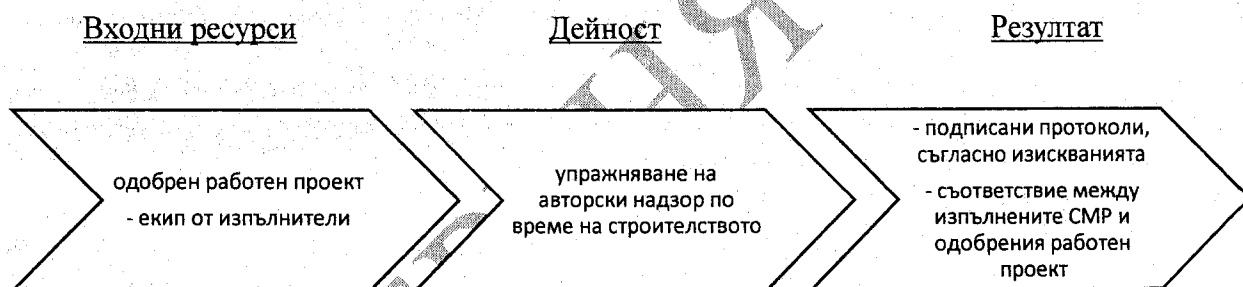 Входни ресурси
Дейност
Резултат
одобрен работен проект
- екип от изпълнители
упражняване на
авторски надзор по
време на строителството
- подписани протоколи,
съгласно изискванията
- съответствие между
изпълнените СМР и
одобрения работен
проект